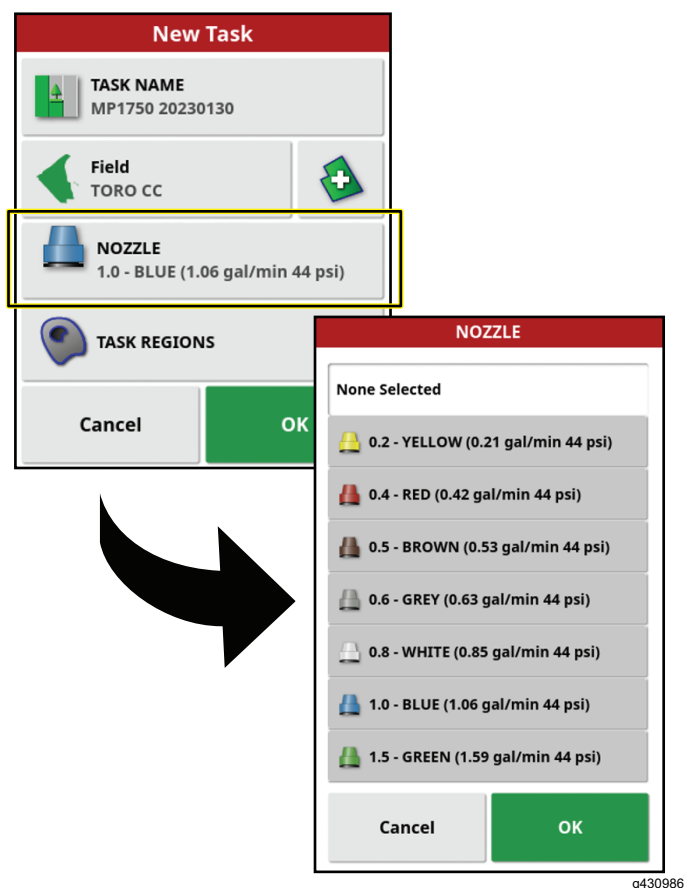 New Task
TASK NAME
MP1750 20230130
Field
TORO CC
NOZZLE
1.0 - BLUE (1.06 gal/min 44 psi)
TASK REGIONS
Cancel
OK
NOZZLE
None Selected
0.2 - YELLOW (0.21 gal/min 44 psi)
0.4 - RED (0.42 gal/min 44 psi)
0.5 - BROWN (0.53 gal/min 44 psi)
0.6 - GREY (0.63 gal/min 44 psi)
0.8 - WHITE (0.85 gal/min 44 psi)
1.0 - BLUE (1.06 gal/min 44 psi)
1.5 - GREEN (1.59 gal/min 44 psi)
Cancel
OK
g430986